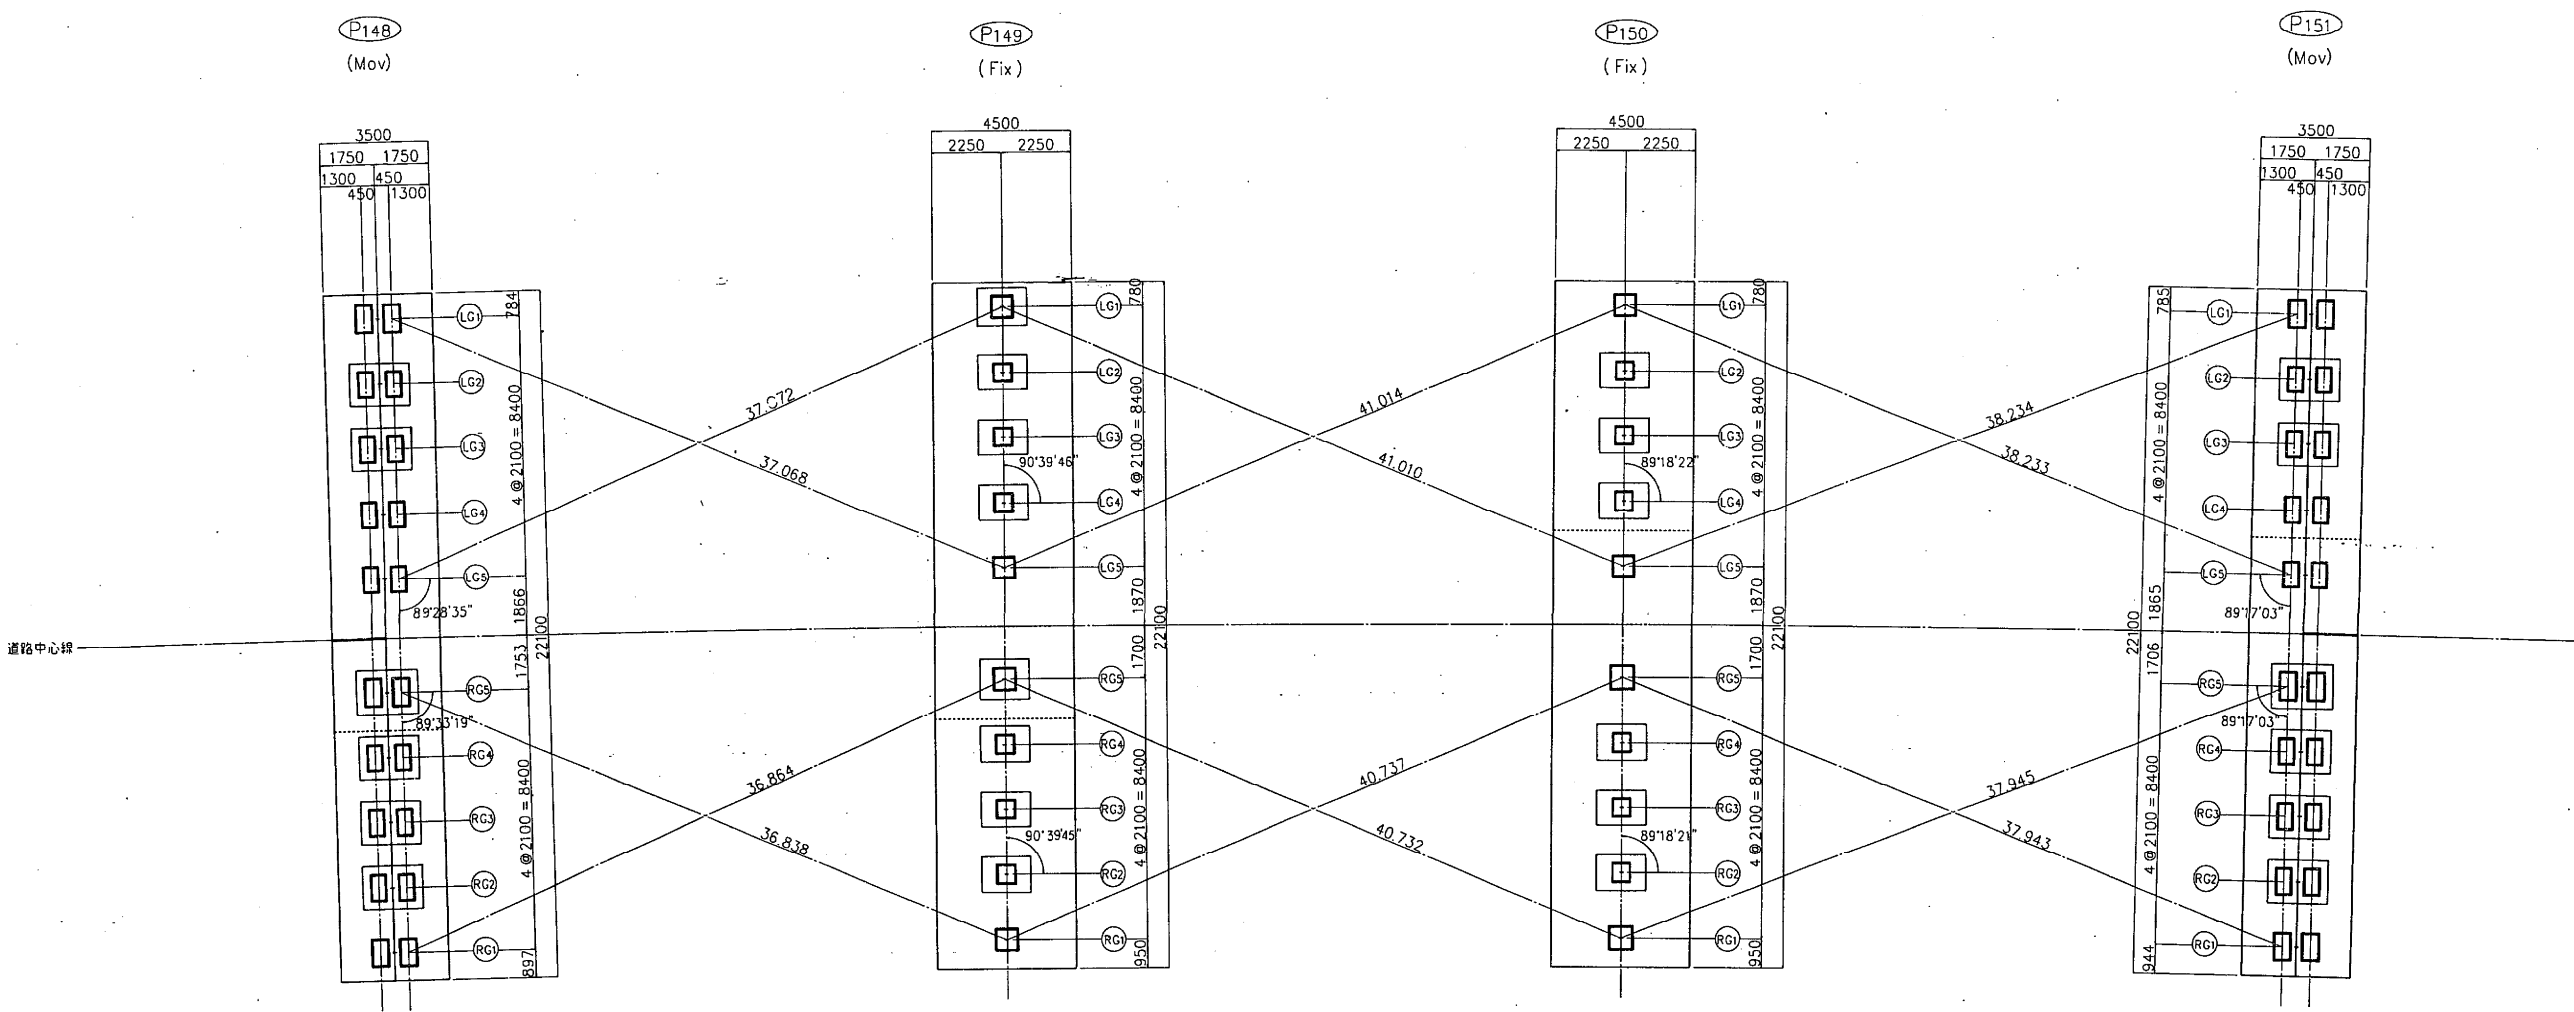 P148
(Mov)
P149
(Fix)
P150
(Fix)
P151
(Mov)
3500
1750 1750
1300 450
450 1300
4500
2250 2250
4500
2250 2250
3500
1750 1750
1300 450
450 1300
LG1
LG2
LG3
LG4
LG5
RG5
RG4
RG3
RG2
RG1
784
4@2100=8400
1866
1753
4@2100=8400
897
22100
89°28'35"
89°33'19"
37.072
37.068
36.864
36.838
LG1
LG2
LG3
LG4
LG5
RG5
RG4
RG3
RG2
RG1
780
4@2100=8400
1870
1700
4@2100=8400
950
22100
90°39'46"
90°39'45"
41.014
41.010
40.737
40.732
LG1
LG2
LG3
LG4
LG5
RG5
RG4
RG3
RG2
RG1
780
4@2100=8400
1870
1700
4@2100=8400
950
22100
89°18'22"
89°18'21"
38.234
38.233
37.945
37.943
LG1
LG2
LG3
LG4
LG5
RG5
RG4
RG3
RG2
RG1
785
4@2100=8400
1865
1706
4@2100=8400
944
22100
89°17'03"
89°17'03"
道路中心線